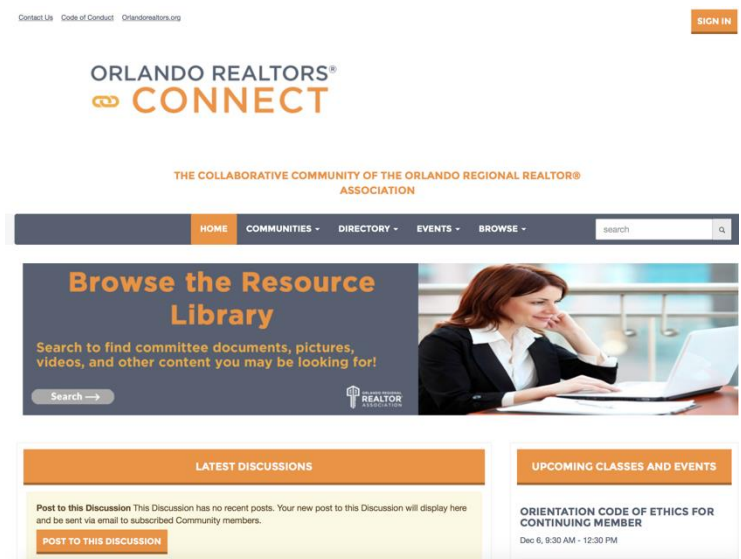 Contact Us Code of Conduct Orlandorealtors.org
SIGN IN
ORLANDO REALTORS®
CONNECT
THE COLLABORATIVE COMMUNITY OF THE ORLANDO REGIONAL REALTOR®
ASSOCIATION
HOME COMMUNITIES DIRECTORY EVENTS BROWSE search
Browse the Resource
Library
Search to find committee documents, pictures,
videos, and other content you may be looking for!
Search →
ORLANDO REGIONAL
REALTOR
ASSOCIATION
LATEST DISCUSSIONS
Post to this Discussion This Discussion has no recent posts. Your new post to this Discussion will display here
and be sent via email to subscribed Community members.
POST TO THIS DISCUSSION
UPCOMING CLASSES AND EVENTS
ORIENTATION CODE OF ETHICS FOR
CONTINUING MEMBER
Dec 6, 9:30 AM - 12:30 PM